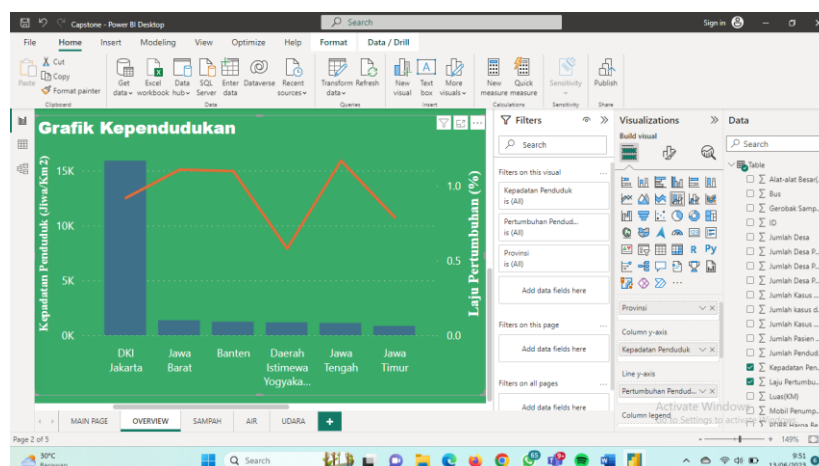 Capstone - Power BI Desktop
Search
Sign in
File Home Insert Modeling View Optimize Help Format Data / Drill
Paste
Cut
Copy
Format painter
Get data
Excel workbook
Data hub
SQL Server
Enter data
Dataverse
Recent sources
Transform data
Refresh
New visual
Text box
More visuals
New measure
Quick measure
Sensitivity
Publish
Clipboard
Data
Queries
Insert
Calculations
Sensitivity
Share
Grafik Kependudukan
Kepadatan Penduduk (Jiwa/Km2)
15K
10K
5K
0K
1.0
0.5
0.0
Laju Pertumbuhan (%)
DKI Jakarta
Jawa Barat
Banten
Daerah Istimewa Yogyaka...
Jawa Tengah
Jawa Timur
MAIN PAGE
OVERVIEW
SAMPAH
AIR
UDARA
Page 2 of 5
Filters
Search
Filters on this visual
...
Kepadatan Penduduk
is (All)
Pertumbuhan Pendud...
is (All)
Provinsi
is (All)
Add data fields here
Filters on this page
...
Add data fields here
Filters on all pages
...
Add data fields here
Visualizations
Build visual
R
Py
Provinsi
Column y-axis
Kepadatan Penduduk
Line y-axis
Pertumbuhan Pendud...
Column legend
Data
Search
Table
Alat-alat Besar(...
Bus
Gerobak Samp...
ID
Jumlah Desa
Jumlah Desa P...
Jumlah Desa P...
Jumlah Desa P...
Jumlah Kasus ...
Jumlah kasus d...
Jumlah Kasus ...
Jumlah Pasien ...
Jumlah Pendud...
Kepadatan Pen...
Laju Pertumbu...
Luas(KM)
Mobil Penump...
Activate Windows
Go to Settings to activate Windows.
149%
30°C
Berawan
Search
9:51
13/06/2023